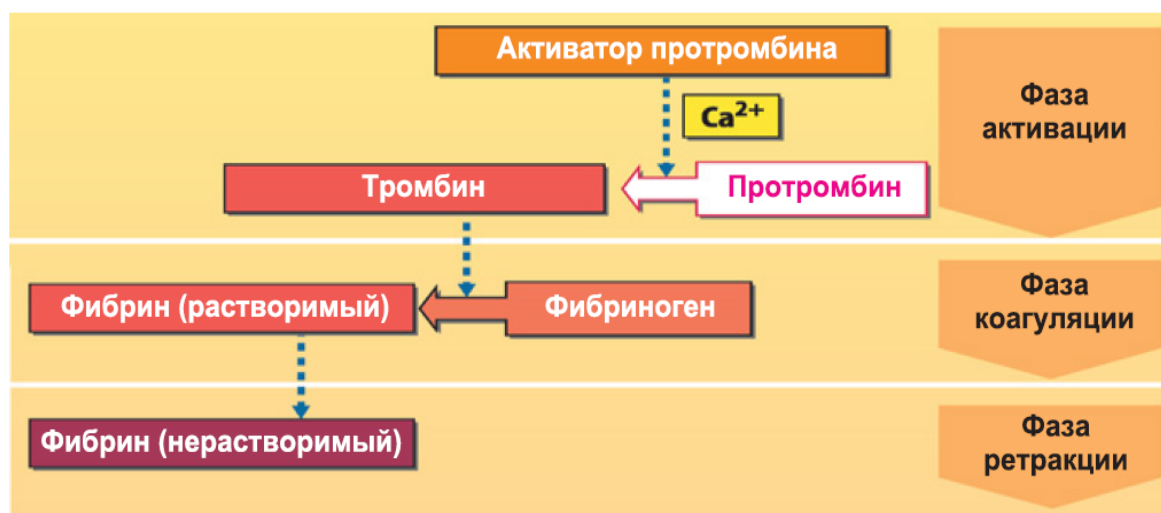 Активатор протромбина
Ca²⁺
Фаза
активации
Тромбин
Протромбин
Фибрин (растворимый)
Фибриноген
Фаза
коагуляции
Фибрин (нерастворимый)
Фаза
ретракции